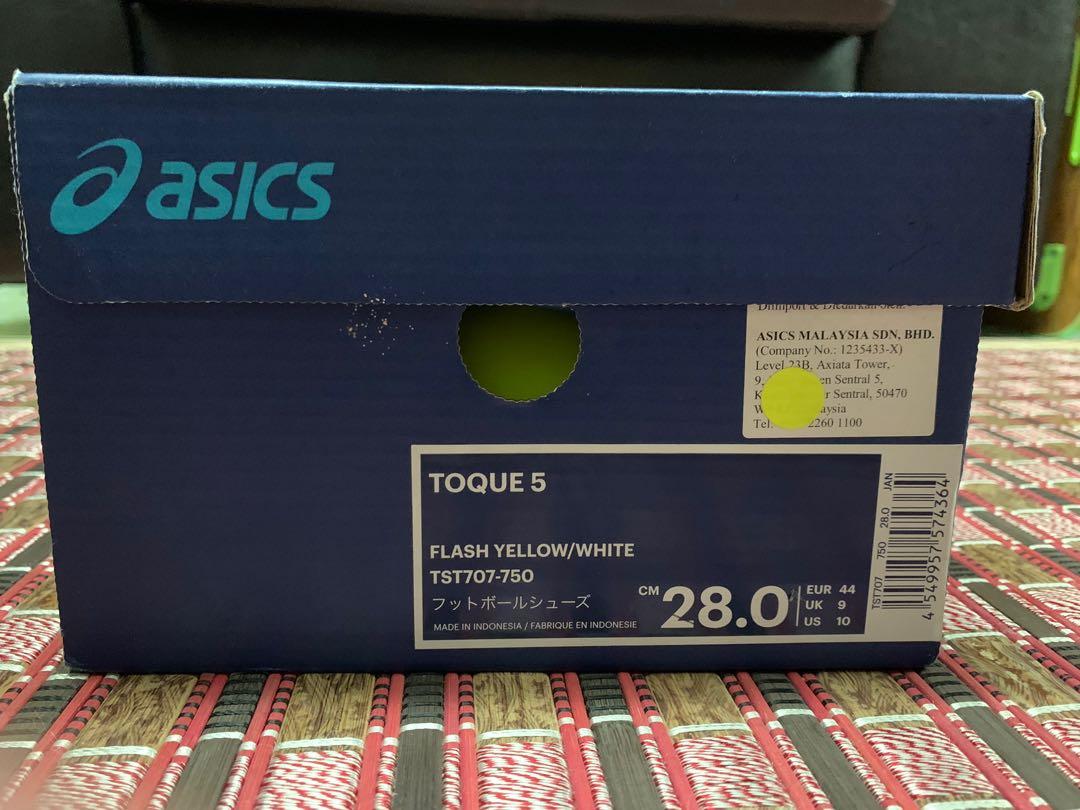 asics
ASICS MALAYSIA SDN, BHD.
(Company No.: 1235433-X)
Level 23B, Axiata Tower,
9, en Sentral 5,
Sentral, 50470
Tel. 2260 1100
TOQUE 5
FLASH YELLOW/WHITE
TST707-750
フットボールシューズ
MADE IN INDONESIA / FABRIQUE EN INDONESIE
CM 28.0
EUR 44
UK 9
US 10
TST707 750 28.0 JAN
4 549957 574364